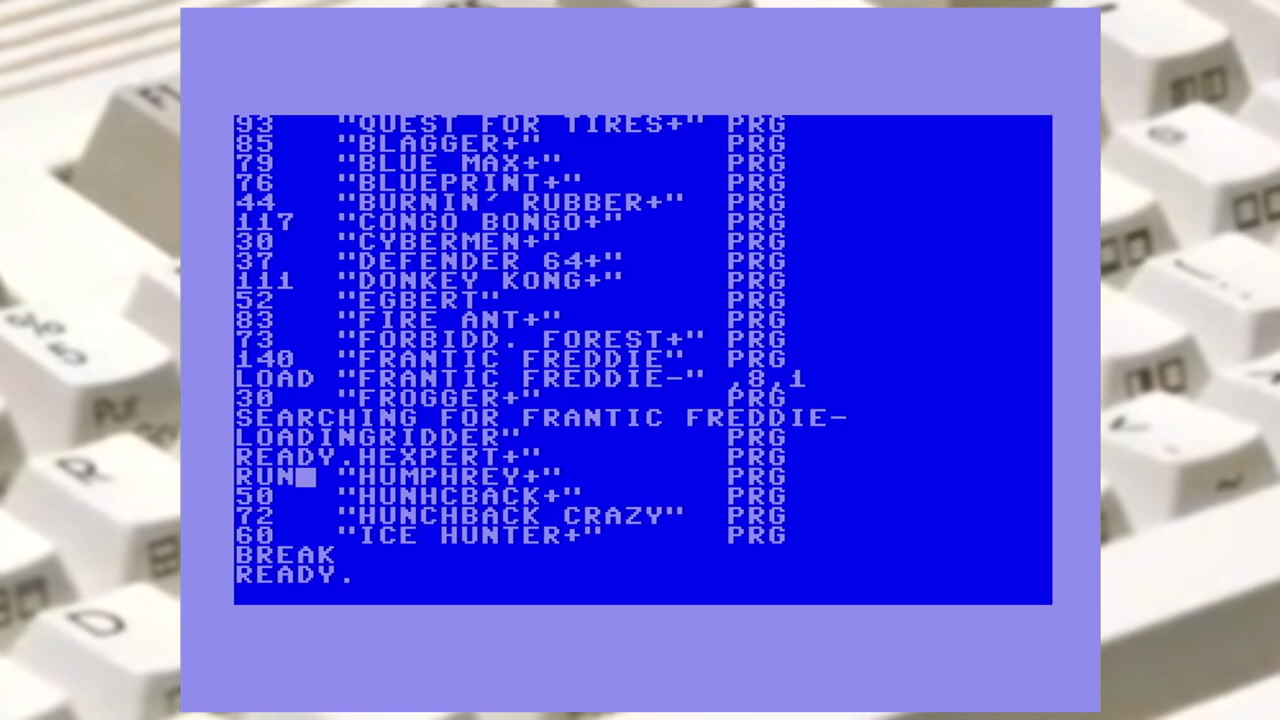 93 "QUEST FOR TIRES+" PRG
85 "BLAGGER+" PRG
79 "BLUE MAX+" PRG
76 "BLUEPRINT+" PRG
44 "BURNIN' RUBBER+" PRG
117 "CONGO BONGO+" PRG
30 "CYBERMEN+" PRG
37 "DEFENDER 64+" PRG
111 "DONKEY KONG+" PRG
52 "EGBERT" PRG
83 "FIRE ANT+" PRG
73 "FORBIDD. FOREST+" PRG
140 "FRANTIC FREDDIE" PRG
LOAD "FRANTIC FREDDIE-" ,8,1
30 "FROGGER+" PRG
SEARCHING FOR FRANTIC FREDDIE-
LOADINGRIDDER" PRG
READY.HEXPERT+" PRG
RUN "HUMPHREY+" PRG
50 "HUNHCBACK+" PRG
72 "HUNCHBACK CRAZY" PRG
60 "ICE HUNTER+" PRG
BREAK
READY.